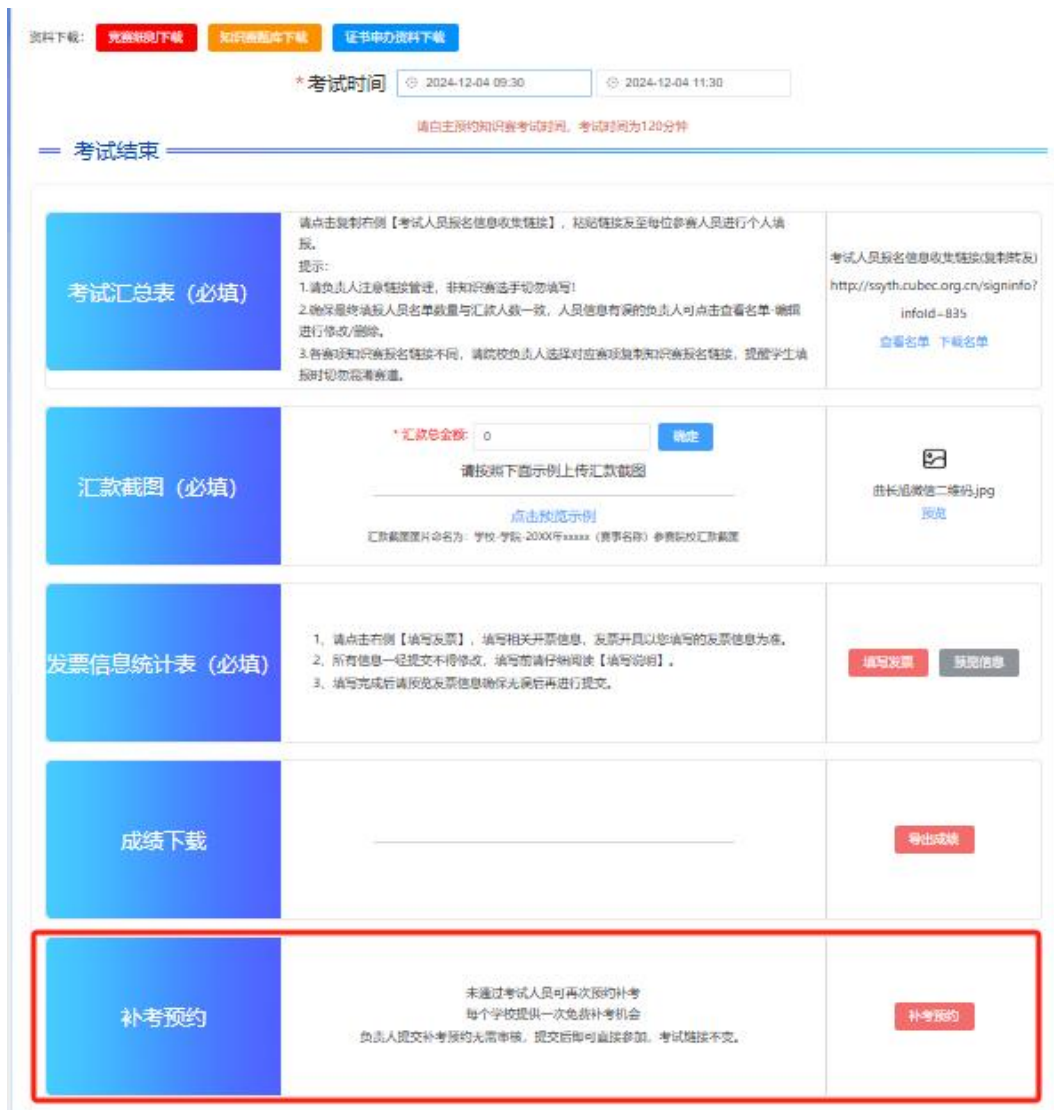 资料下载: 竞赛细则下载 知识赛题库下载 证书申办资料下载
*考试时间 2024-12-04 09:30 2024-12-04 11:30
请自主预约知识赛考试时间，考试时间为120分钟
考试结束
考试汇总表（必填）
请点击复制右侧【考试人员报名信息收集链接】，粘贴链接发至每位参赛人员进行个人填
报。
提示：
1.请负责人注意链接管理，非知识赛选手切勿填写！
2.确保最终填报人员名单数量与汇款人数一致，人员信息有误的负责人可点击查看名单-编辑
进行修改/删除。
3.各赛项知识赛报名链接不同，请院校负责人选择对应赛项复制知识赛报名链接，提醒学生填
报时切勿混淆赛道。
考试人员报名信息收集链接(复制转发)
http://ssyth.cubec.org.cn/signinfo?
infoId=835
查看名单 下载名单
汇款截图（必填）
*汇款总金额: 0 确定
请按照下面示例上传汇款截图
点击预览示例
汇款截图图片命名为：学校-学院-20XX年xxxxx（赛事名称）参赛院校汇款截图
曲长旭微信二维码.jpg
预览
发票信息统计表（必填）
1、请点击右侧【填写发票】，填写相关开票信息，发票开具以您填写的发票信息为准。
2、所有信息一经提交不得修改，填写前请仔细阅读【填写说明】。
3、填写完成后请预览发票信息确保无误后再进行提交。
填写发票 预览信息
成绩下载
导出成绩
补考预约
未通过考试人员可再次预约补考
每个学校提供一次免费补考机会
负责人提交补考预约无需审核，提交后即可直接参加，考试链接不变。
补考预约